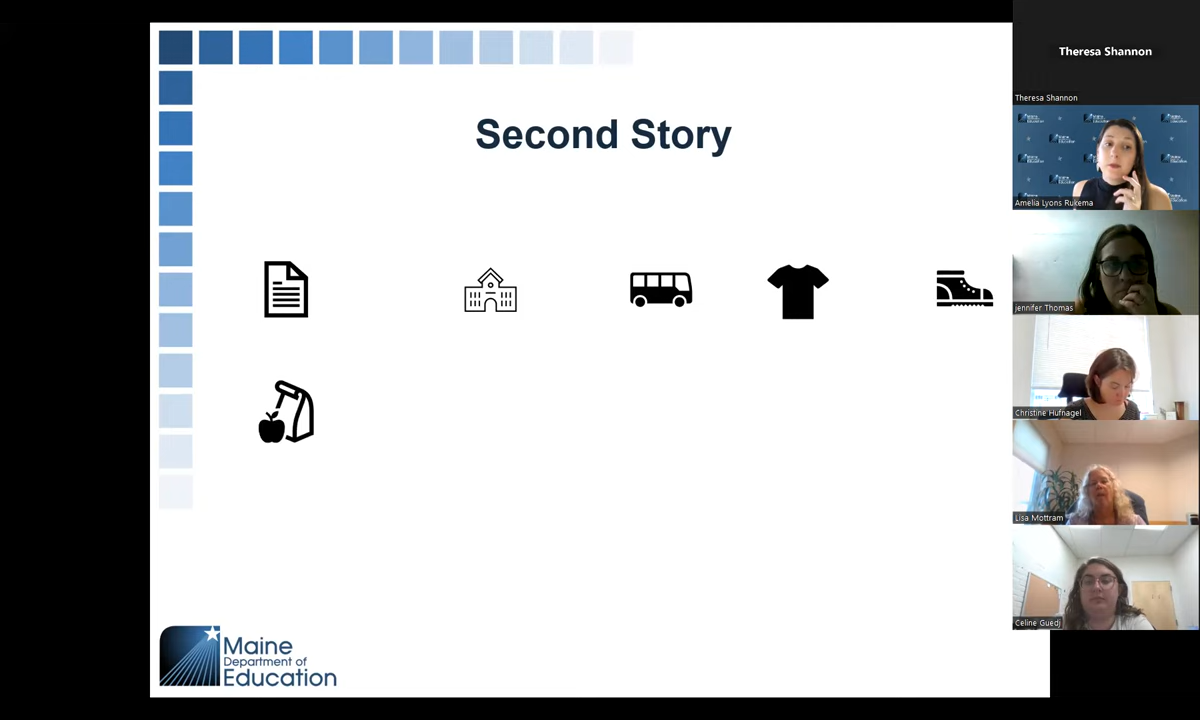 Second Story
Maine
Department of
Education
Theresa Shannon
Theresa Shannon
Amelia Lyons Rukema
jennifer Thomas
Christine Hufnagel
Lisa Mottram
Celine Guedj